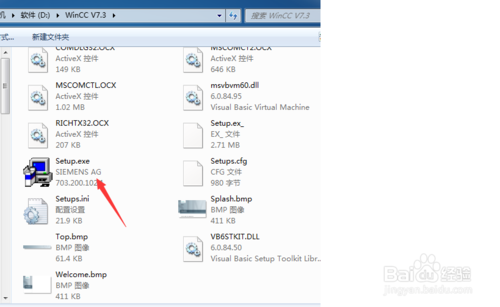 机 ▸ 软件 (D:) ▸ WinCC V7.3 ▸
搜索 WinCC V7.3
式... 新建文件夹
COMDLG32.OCX
ActiveX 控件
149 KB
MSCOMCT2.OCX
ActiveX 控件
646 KB
MSCOMCTL.OCX
ActiveX 控件
1.02 MB
msvbvm60.dll
6.0.84.95
Visual Basic Virtual Machine
RICHTX32.OCX
ActiveX 控件
207 KB
Setup.ex_
EX_ 文件
2.71 MB
Setup.exe
SIEMENS AG
703.200.102
Setups.cfg
CFG 文件
980 字节
Setups.ini
配置设置
21.9 KB
Splash.bmp
BMP 图像
411 KB
Top.bmp
BMP 图像
61.4 KB
VB6STKIT.DLL
6.0.84.50
Visual Basic Setup Toolkit Libr...
Welcome.bmp
BMP 图像
411 KB
Baidu 经验
jingyan.baidu.com